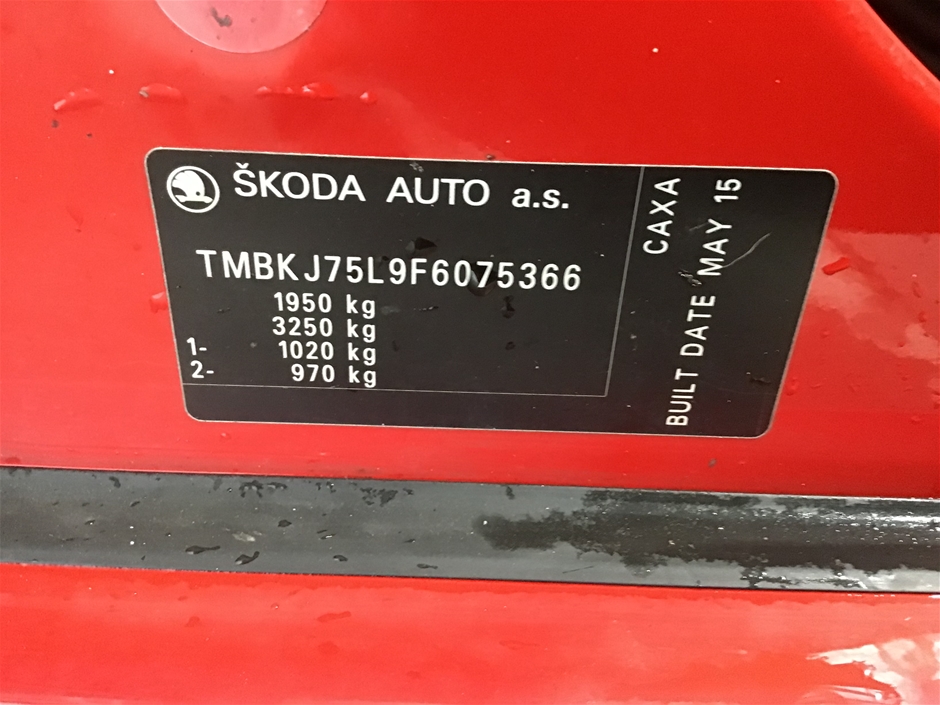 ŠKODA AUTO a.s.
TMBKJ75L9F6075366
1950 kg
3250 kg
1- 1020 kg
2- 970 kg
CAXA
BUILT DATE MAY 15